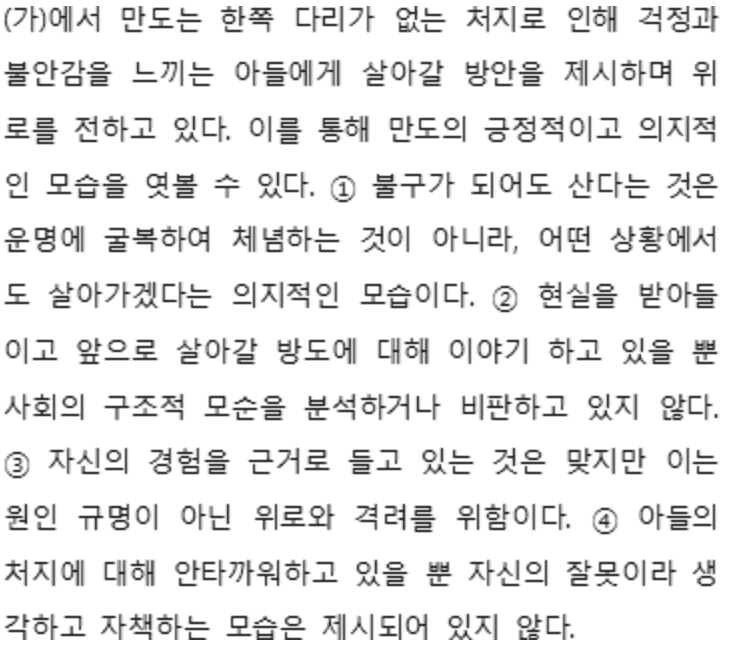 (가)에서 만도는 한쪽 다리가 없는 처지로 인해 걱정과
불안감을 느끼는 아들에게 살아갈 방안을 제시하며 위
로를 전하고 있다. 이를 통해 만도의 긍정적이고 의지적
인 모습을 엿볼 수 있다. ① 불구가 되어도 산다는 것은
운명에 굴복하여 체념하는 것이 아니라, 어떤 상황에서
도 살아가겠다는 의지적인 모습이다. ② 현실을 받아들
이고 앞으로 살아갈 방도에 대해 이야기 하고 있을 뿐
사회의 구조적 모순을 분석하거나 비판하고 있지 않다.
③ 자신의 경험을 근거로 들고 있는 것은 맞지만 이는
원인 규명이 아닌 위로와 격려를 위함이다. ④ 아들의
처지에 대해 안타까워하고 있을 뿐 자신의 잘못이라 생
각하고 자책하는 모습은 제시되어 있지 않다.